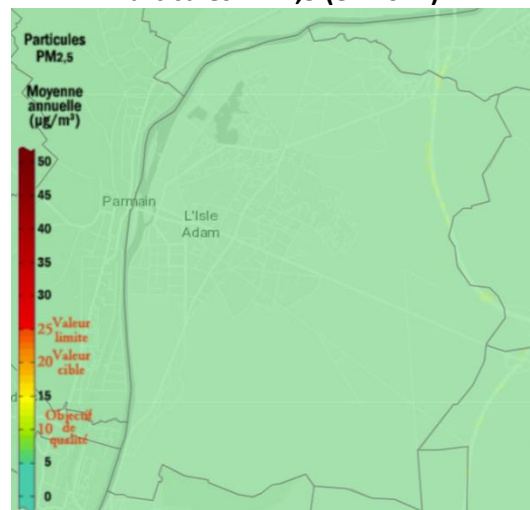 Particules
PM2,5
Moyenne
annuelle
(µg/m³)
50
45
40
35
30
25 Valeur
limite
20 Valeur
cible
15
Objectif
10 de
qualité
5
0
Parmain
L'Isle
Adam